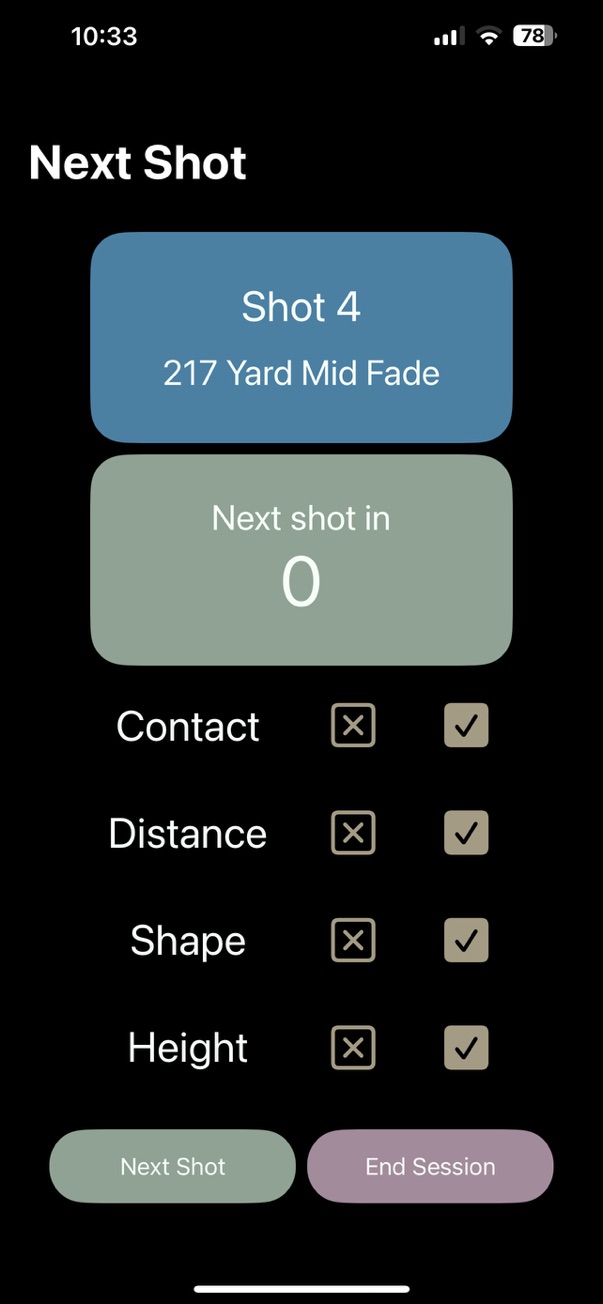 10:33
78
Next Shot
Shot 4
217 Yard Mid Fade
Next shot in
0
Contact
Distance
Shape
Height
Next Shot
End Session